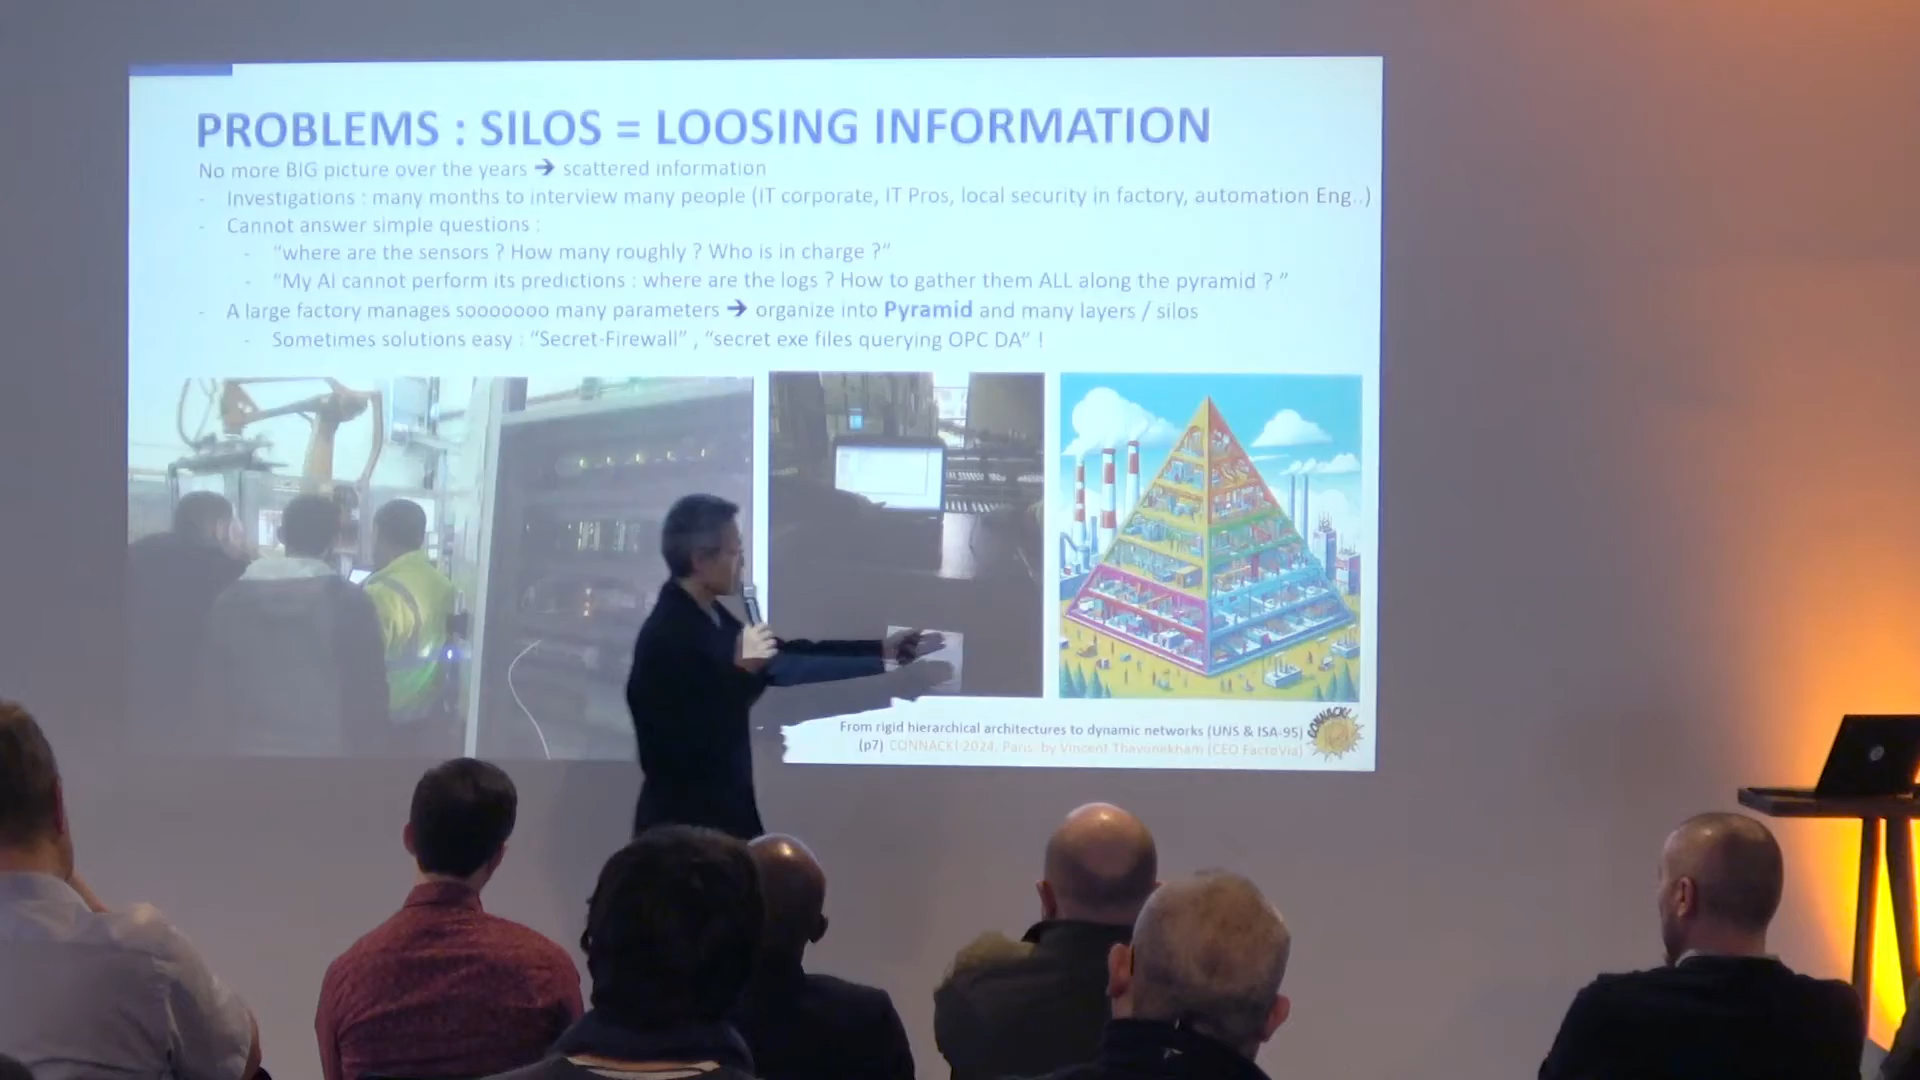 PROBLEMS : SILOS = LOOSING INFORMATION
No more BIG picture over the years ➔ scattered information
- Investigations : many months to interview many people (IT corporate, IT Pros, local security in factory, automation Eng..)
- Cannot answer simple questions :
- "where are the sensors ? How many roughly ? Who is in charge ?"
- "My AI cannot perform its predictions : where are the logs ? How to gather them ALL along the pyramid ? "
- A large factory manages sooooooo many parameters ➔ organize into Pyramid and many layers / silos
- Sometimes solutions easy : "Secret-Firewall" , "secret exe files querying OPC DA" !
From rigid hierarchical architectures to dynamic networks (UNS & ISA-95)
(p7) CONNACK! 2024, Paris, by Vincent Thavonekham (CEO FactoVia)
CONNACK!